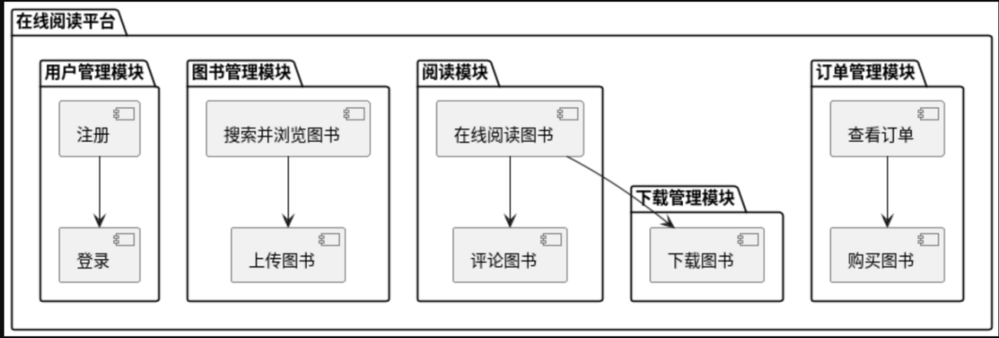 在线阅读平台
用户管理模块
注册
登录
图书管理模块
搜索并浏览图书
上传图书
阅读模块
在线阅读图书
评论图书
下载管理模块
下载图书
订单管理模块
查看订单
购买图书